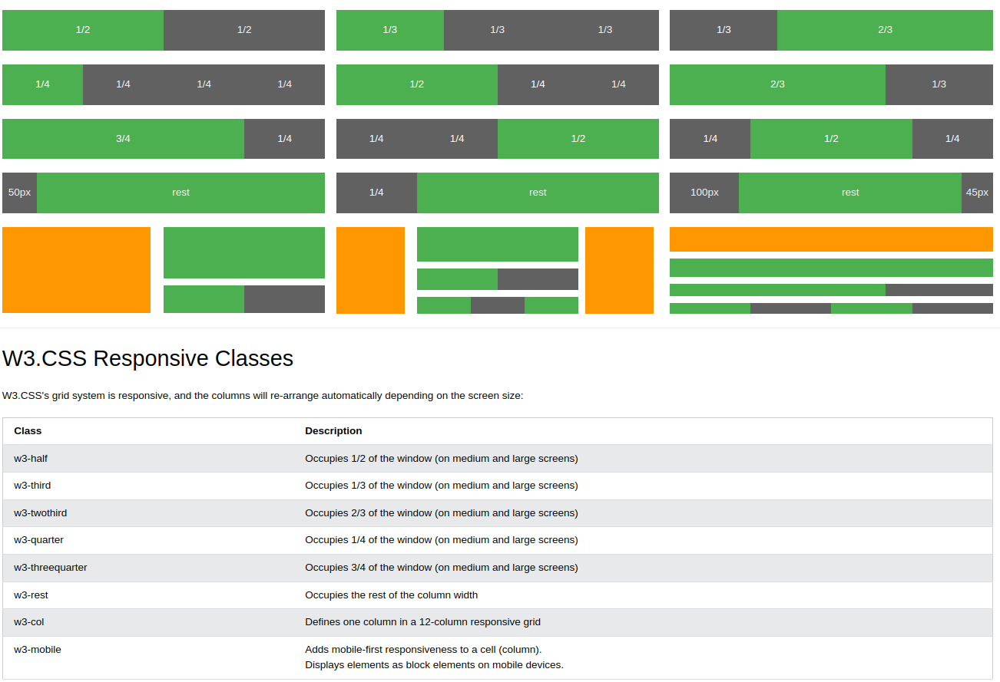 1/2 1/2 1/3 1/3 1/3 1/3 2/3
1/4 1/4 1/4 1/4 1/2 1/4 1/4 2/3 1/3
3/4 1/4 1/4 1/4 1/2 1/4 1/2 1/4
50px rest 1/4 rest 100px rest 45px
W3.CSS Responsive Classes
W3.CSS's grid system is responsive, and the columns will re-arrange automatically depending on the screen size:
Class Description
w3-half Occupies 1/2 of the window (on medium and large screens)
w3-third Occupies 1/3 of the window (on medium and large screens)
w3-twothird Occupies 2/3 of the window (on medium and large screens)
w3-quarter Occupies 1/4 of the window (on medium and large screens)
w3-threequarter Occupies 3/4 of the window (on medium and large screens)
w3-rest Occupies the rest of the column width
w3-col Defines one column in a 12-column responsive grid
w3-mobile Adds mobile-first responsiveness to a cell (column).
Displays elements as block elements on mobile devices.